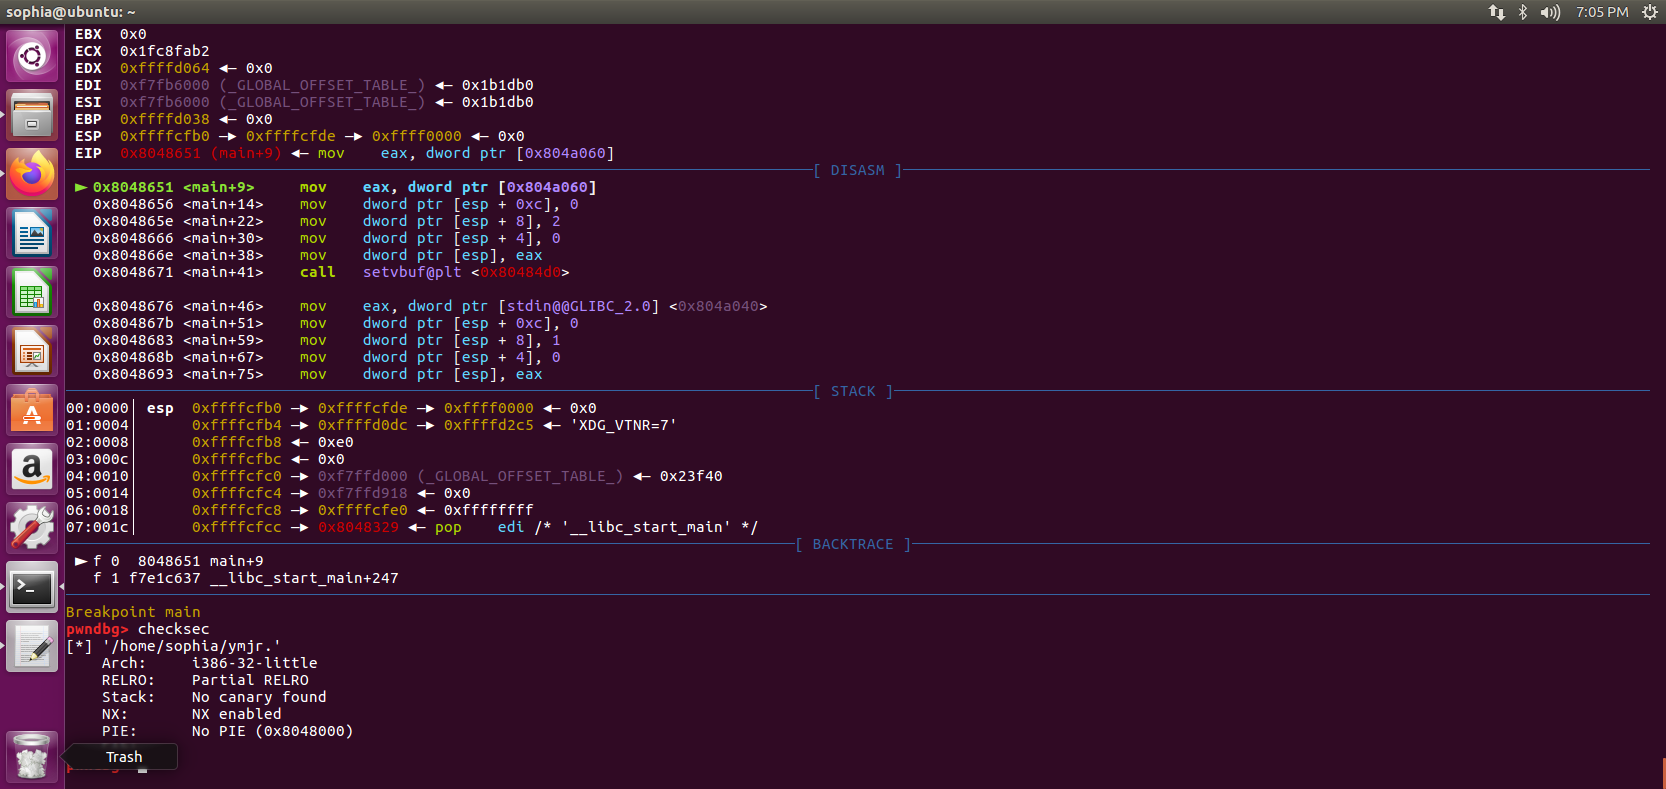 sophia@ubuntu: ~
7:05 PM
EBX 0x0
ECX 0x1fc8fab2
EDX 0xffffd064 ◂— 0x0
EDI 0xf7fb6000 (_GLOBAL_OFFSET_TABLE_) ◂— 0x1b1db0
ESI 0xf7fb6000 (_GLOBAL_OFFSET_TABLE_) ◂— 0x1b1db0
EBP 0xffffd038 ◂— 0x0
ESP 0xffffcfb0 —▸ 0xffffcfde —▸ 0xffff0000 ◂— 0x0
EIP 0x8048651 (main+9) ◂— mov eax, dword ptr [0x804a060]
[ DISASM ]
► 0x8048651 <main+9> mov eax, dword ptr [0x804a060]
0x8048656 <main+14> mov dword ptr [esp + 0xc], 0
0x804865e <main+22> mov dword ptr [esp + 8], 2
0x8048666 <main+30> mov dword ptr [esp + 4], 0
0x804866e <main+38> mov dword ptr [esp], eax
0x8048671 <main+41> call setvbuf@plt <0x80484d0>
0x8048676 <main+46> mov eax, dword ptr [stdin@@GLIBC_2.0] <0x804a040>
0x804867b <main+51> mov dword ptr [esp + 0xc], 0
0x8048683 <main+59> mov dword ptr [esp + 8], 1
0x804868b <main+67> mov dword ptr [esp + 4], 0
0x8048693 <main+75> mov dword ptr [esp], eax
[ STACK ]
00:0000│ esp 0xffffcfb0 —▸ 0xffffcfde —▸ 0xffff0000 ◂— 0x0
01:0004│ 0xffffcfb4 —▸ 0xffffd0dc —▸ 0xffffd2c5 ◂— 'XDG_VTNR=7'
02:0008│ 0xffffcfb8 ◂— 0xe0
03:000c│ 0xffffcfbc ◂— 0x0
04:0010│ 0xffffcfc0 —▸ 0xf7ffd000 (_GLOBAL_OFFSET_TABLE_) ◂— 0x23f40
05:0014│ 0xffffcfc4 —▸ 0xf7ffd918 ◂— 0x0
06:0018│ 0xffffcfc8 —▸ 0xffffcfe0 ◂— 0xffffffff
07:001c│ 0xffffcfcc —▸ 0x8048329 ◂— pop edi /* '__libc_start_main' */
[ BACKTRACE ]
► f 0 8048651 main+9
f 1 f7e1c637 __libc_start_main+247
Breakpoint main
pwndbg> checksec
[*] '/home/sophia/ymjr.'
Arch: i386-32-little
RELRO: Partial RELRO
Stack: No canary found
NX: NX enabled
PIE: No PIE (0x8048000)
Trash